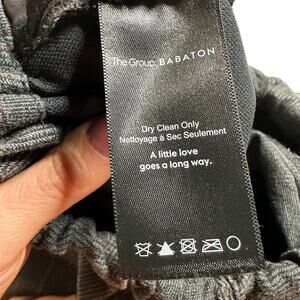 The Group: BABATON
Dry Clean Only
Nettoyage à Sec Seulement
A little love
goes a long way.